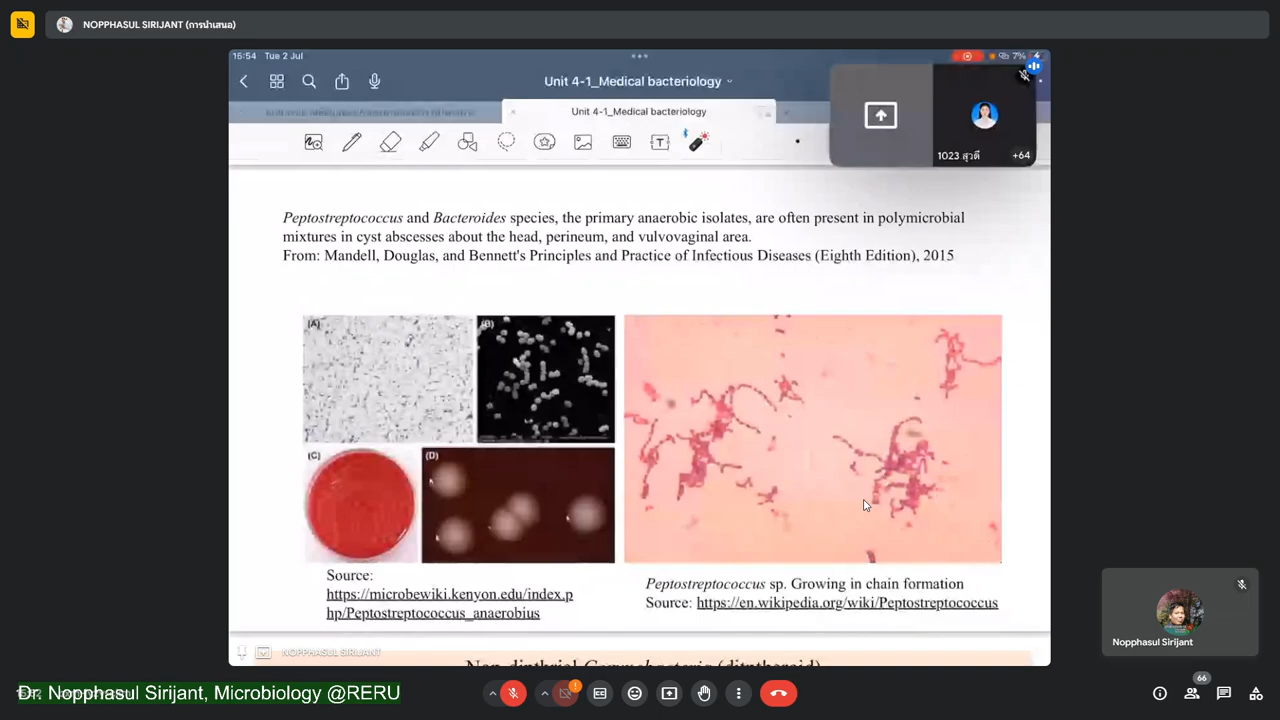 NOPPHASUL SIRIJANT (การนำเสนอ)
16:54 Tue 2 Jul
7%
Unit 4-1_Medical bacteriology
Unit 4-1_Medical bacteriology
1023 สุวดี
+64
Peptostreptococcus and Bacteroides species, the primary anaerobic isolates, are often present in polymicrobial
mixtures in cyst abscesses about the head, perineum, and vulvovaginal area.
From: Mandell, Douglas, and Bennett's Principles and Practice of Infectious Diseases (Eighth Edition), 2015
(A)
(B)
(C)
(D)
Source:
https://microbewiki.kenyon.edu/index.p
hp/Peptostreptococcus_anaerobius
Peptostreptococcus sp. Growing in chain formation
Source: https://en.wikipedia.org/wiki/Peptostreptococcus
Nopphasul Sirijant
NOPPHASUL SIRIJANT
Dr. Nopphasul Sirijant, Microbiology @RERU
66